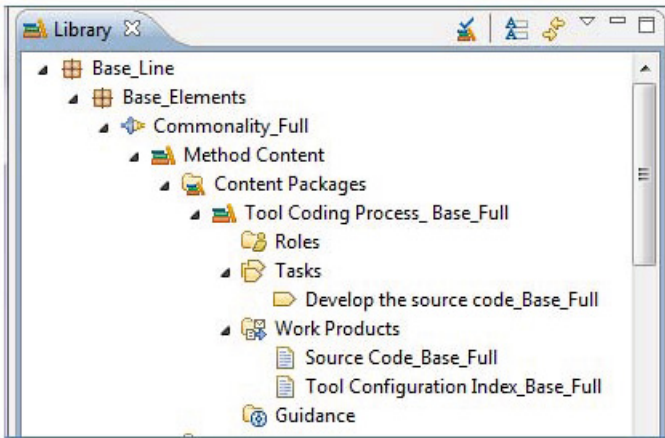 Library
Base_Line
Base_Elements
Commonality_Full
Method Content
Content Packages
Tool Coding Process_ Base_Full
Roles
Tasks
Develop the source code_Base_Full
Work Products
Source Code_Base_Full
Tool Configuration Index_Base_Full
Guidance